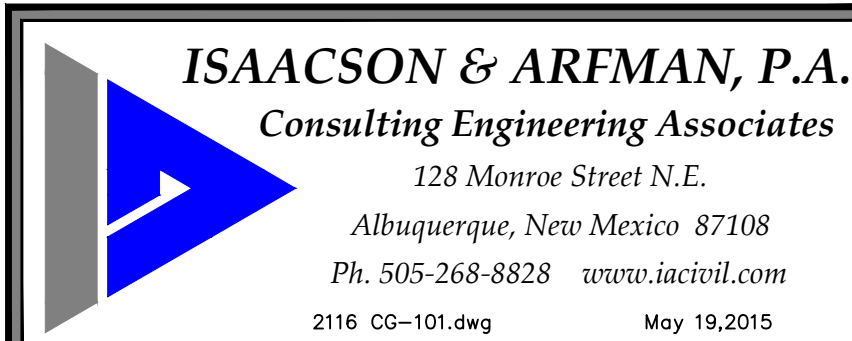 ISAACSON & ARFMAN, P.A.
Consulting Engineering Associates
128 Monroe Street N.E.
Albuquerque, New Mexico 87108
Ph. 505-268-8828 www.iacivil.com
2116 CG-101.dwg May 19,2015